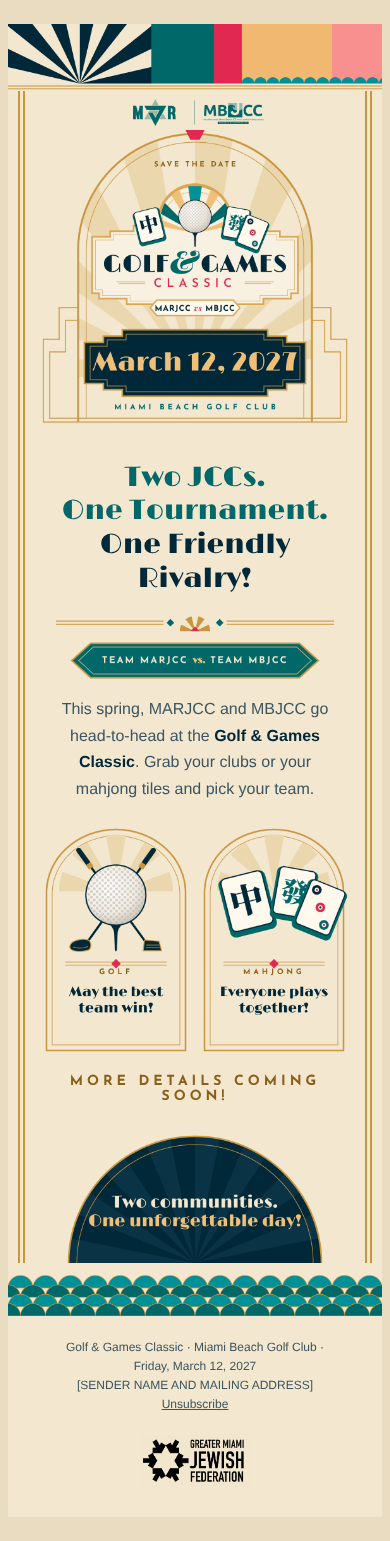 M R
MBJCC
SAVE THE DATE
中
發
GOLF & GAMES
CLASSIC
MARJCC vs MBJCC
March 12, 2027
MIAMI BEACH GOLF CLUB
Two JCCs.
One Tournament.
One Friendly
Rivalry!
TEAM MARJCC vs. TEAM MBJCC
This spring, MARJCC and MBJCC go
head-to-head at the Golf & Games
Classic. Grab your clubs or your
mahjong tiles and pick your team.
中
發
GOLF
May the best
team win!
MAHJONG
Everyone plays
together!
MORE DETAILS COMING
SOON!
Two communities.
One unforgettable day!
Golf & Games Classic · Miami Beach Golf Club ·
Friday, March 12, 2027
[SENDER NAME AND MAILING ADDRESS]
Unsubscribe
GREATER MIAMI
JEWISH
FEDERATION